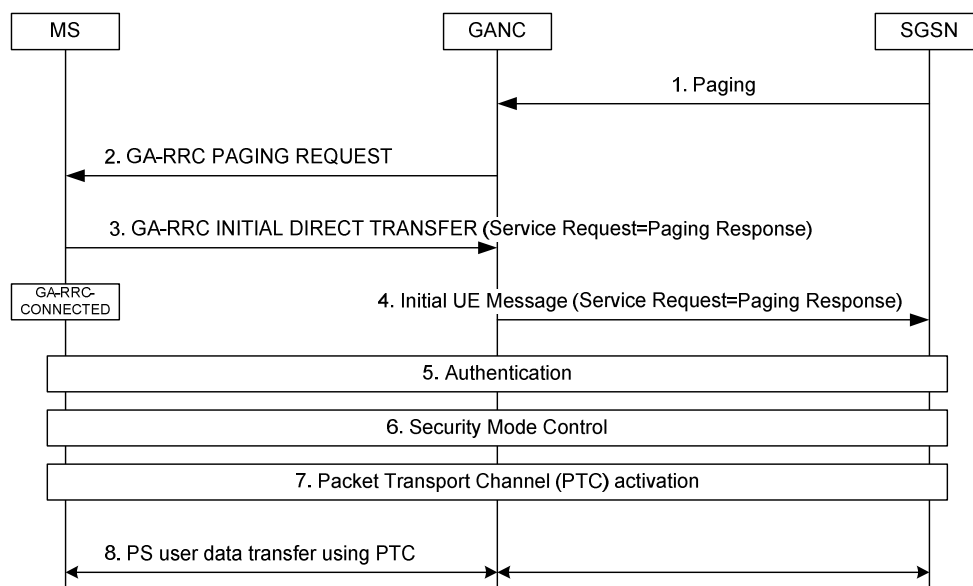 MS
GANC
SGSN
1. Paging
2. GA-RRC PAGING REQUEST
3. GA-RRC INITIAL DIRECT TRANSFER (Service Request=Paging Response)
GA-RRC-
CONNECTED
4. Initial UE Message (Service Request=Paging Response)
5. Authentication
6. Security Mode Control
7. Packet Transport Channel (PTC) activation
8. PS user data transfer using PTC